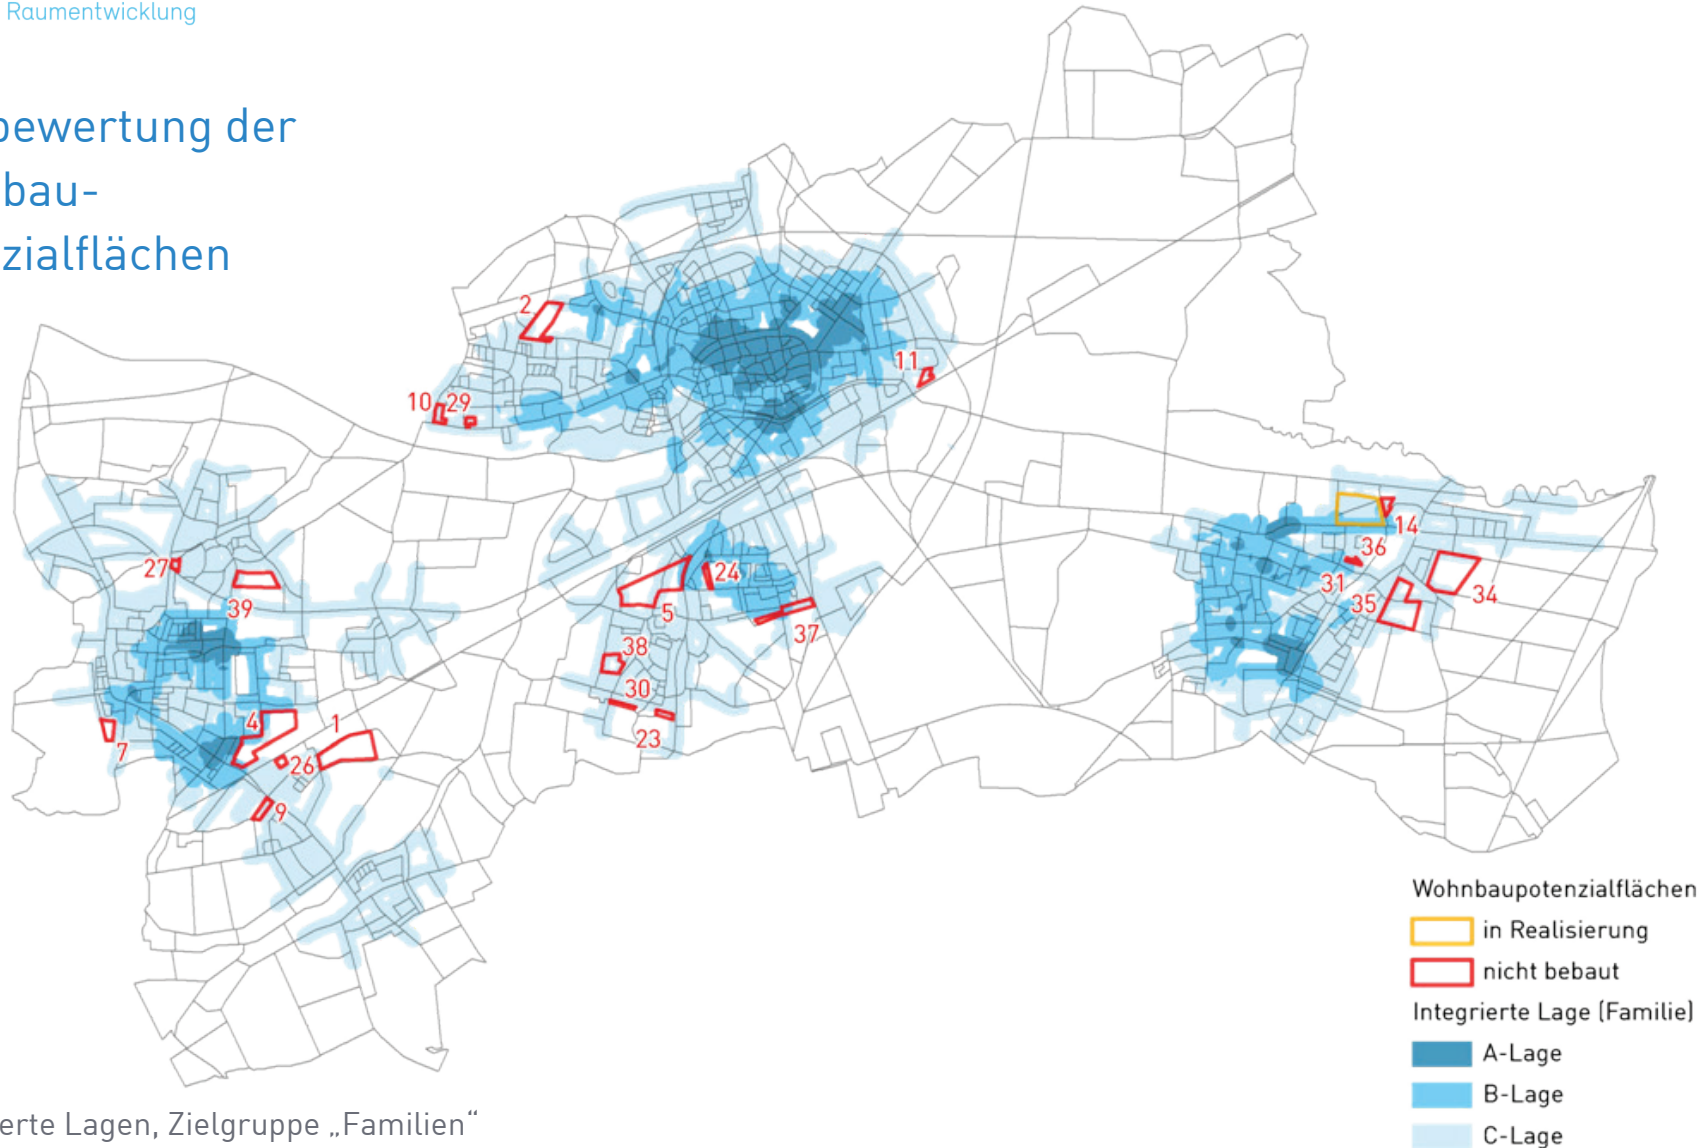 Raumentwicklung
bewertung der
bau-
zialflächen
2
11
10 29
27
39
14
36
31
35
34
24
5
37
38
30
23
4
1
7
26
9
Wohnbaupotenzialflächen
in Realisierung
nicht bebaut
Integrierte Lage (Familie)
A-Lage
B-Lage
C-Lage
erte Lagen, Zielgruppe „Familien“